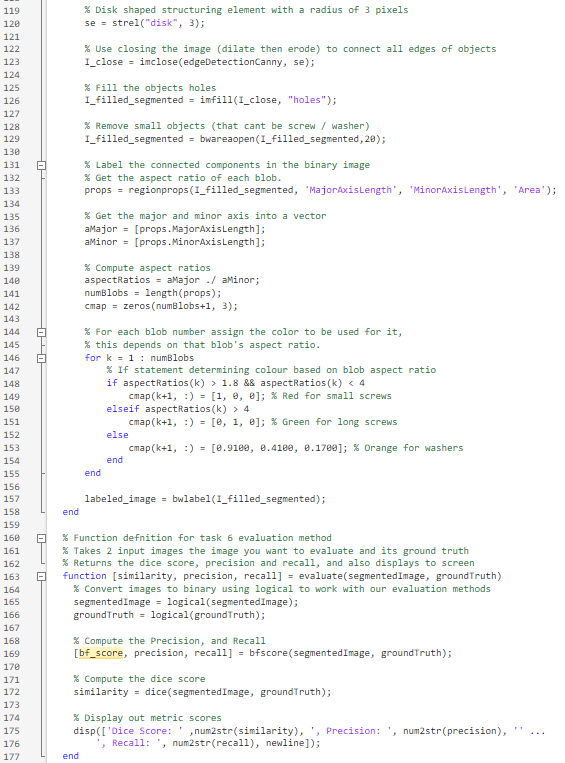 119 % Disk shaped structuring element with a radius of 3 pixels
120 se = strel("disk", 3);
121
122 % Use closing the image (dilate then erode) to connect all edges of objects
123 I_close = imclose(edgeDetectionCanny, se);
124
125 % Fill the objects holes
126 I_filled_segmented = imfill(I_close, "holes");
127
128 % Remove small objects (that cant be screw / washer)
129 I_filled_segmented = bwareaopen(I_filled_segmented,20);
130
131 % Label the connected components in the binary image
132 % Get the aspect ratio of each blob.
133 props = regionprops(I_filled_segmented, 'MajorAxisLength', 'MinorAxisLength', 'Area');
134
135 % Get the major and minor axis into a vector
136 aMajor = [props.MajorAxisLength];
137 aMinor = [props.MinorAxisLength];
138
139 % Compute aspect ratios
140 aspectRatios = aMajor ./ aMinor;
141 numBlobs = length(props);
142 cmap = zeros(numBlobs+1, 3);
143
144 % For each blob number assign the color to be used for it,
145 % this depends on that blob's aspect ratio.
146 for k = 1 : numBlobs
147 % If statement determining colour based on blob aspect ratio
148 if aspectRatios(k) > 1.8 && aspectRatios(k) < 4
149 cmap(k+1, :) = [1, 0, 0]; % Red for small screws
150 elseif aspectRatios(k) > 4
151 cmap(k+1, :) = [0, 1, 0]; % Green for long screws
152 else
153 cmap(k+1, :) = [0.9100, 0.4100, 0.1700]; % Orange for washers
154 end
155 end
156
157 labeled_image = bwlabel(I_filled_segmented);
158 end
159
160 % Function defnition for task 6 evaluation method
161 % Takes 2 input images the image you want to evaluate and its ground truth
162 % Returns the dice score, precision and recall, and also displays to screen
163 function [similarity, precision, recall] = evaluate(segmentedImage, groundTruth)
164 % Convert images to binary using logical to work with our evaluation methods
165 segmentedImage = logical(segmentedImage);
166 groundTruth = logical(groundTruth);
167
168 % Compute the Precision, and Recall
169 [bf_score, precision, recall] = bfscore(segmentedImage, groundTruth);
170
171 % Compute the dice score
172 similarity = dice(segmentedImage, groundTruth);
173
174 % Display out metric scores
175 disp(['Dice Score: ' ,num2str(similarity), ', Precision: ', num2str(precision), '' ...
176 ', Recall: ', num2str(recall), newline]);
177 end